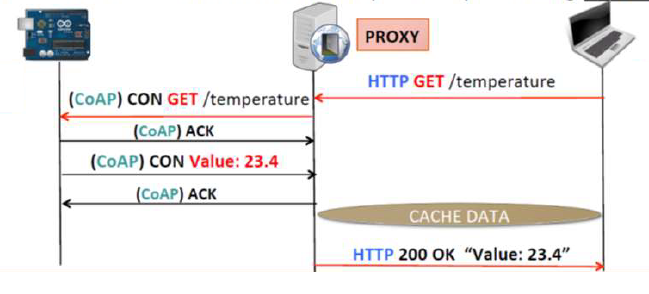 PROXY
HTTP GET /temperature
(CoAP) CON GET /temperature
(CoAP) ACK
(CoAP) CON Value: 23.4
(CoAP) ACK
CACHE DATA
HTTP 200 OK “Value: 23.4”